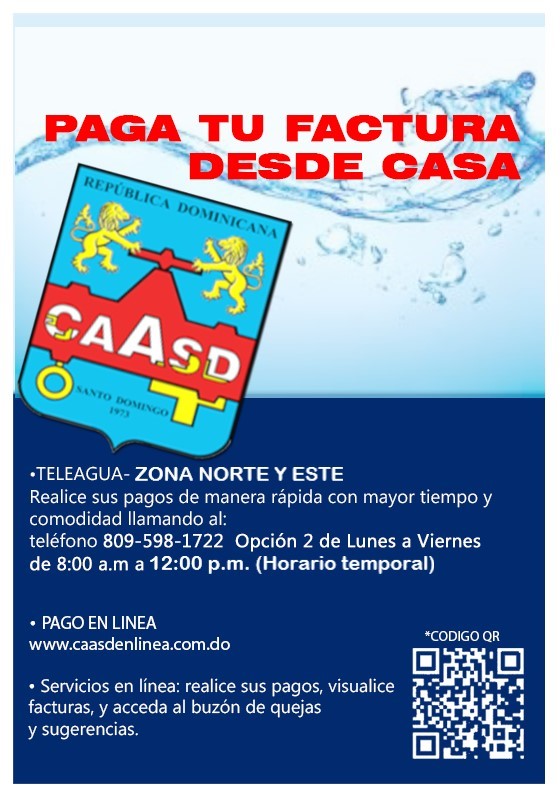 PAGA TU FACTURA
DESDE CASA
REPÚBLICA DOMINICANA
CAASD
SANTO DOMINGO
1973
•TELEAGUA- ZONA NORTE Y ESTE
Realice sus pagos de manera rápida con mayor tiempo y
comodidad llamando al:
teléfono 809-598-1722 Opción 2 de Lunes a Viernes
de 8:00 a.m a 12:00 p.m. (Horario temporal)
• PAGO EN LINEA
www.caasdenlinea.com.do
*CODIGO QR
• Servicios en línea: realice sus pagos, visualice
facturas, y acceda al buzón de quejas
y sugerencias.